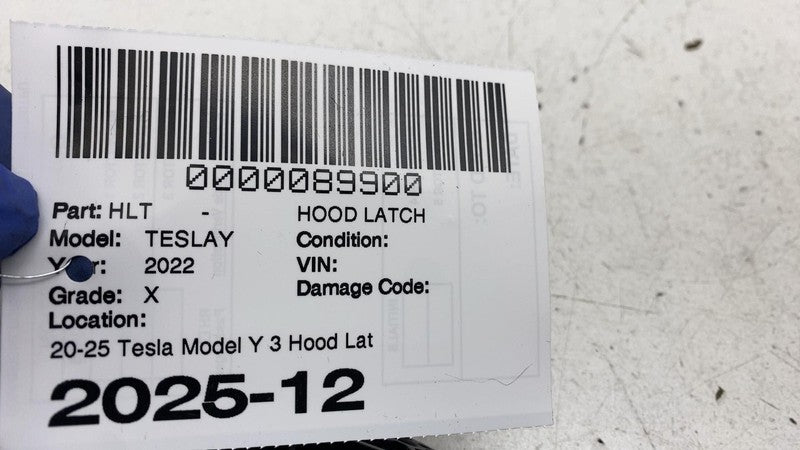 0000089900
Part: HLT - HOOD LATCH
Model: TESLAY Condition:
Year: 2022 VIN:
Grade: X Damage Code:
Location:
20-25 Tesla Model Y 3 Hood Lat
2025-12